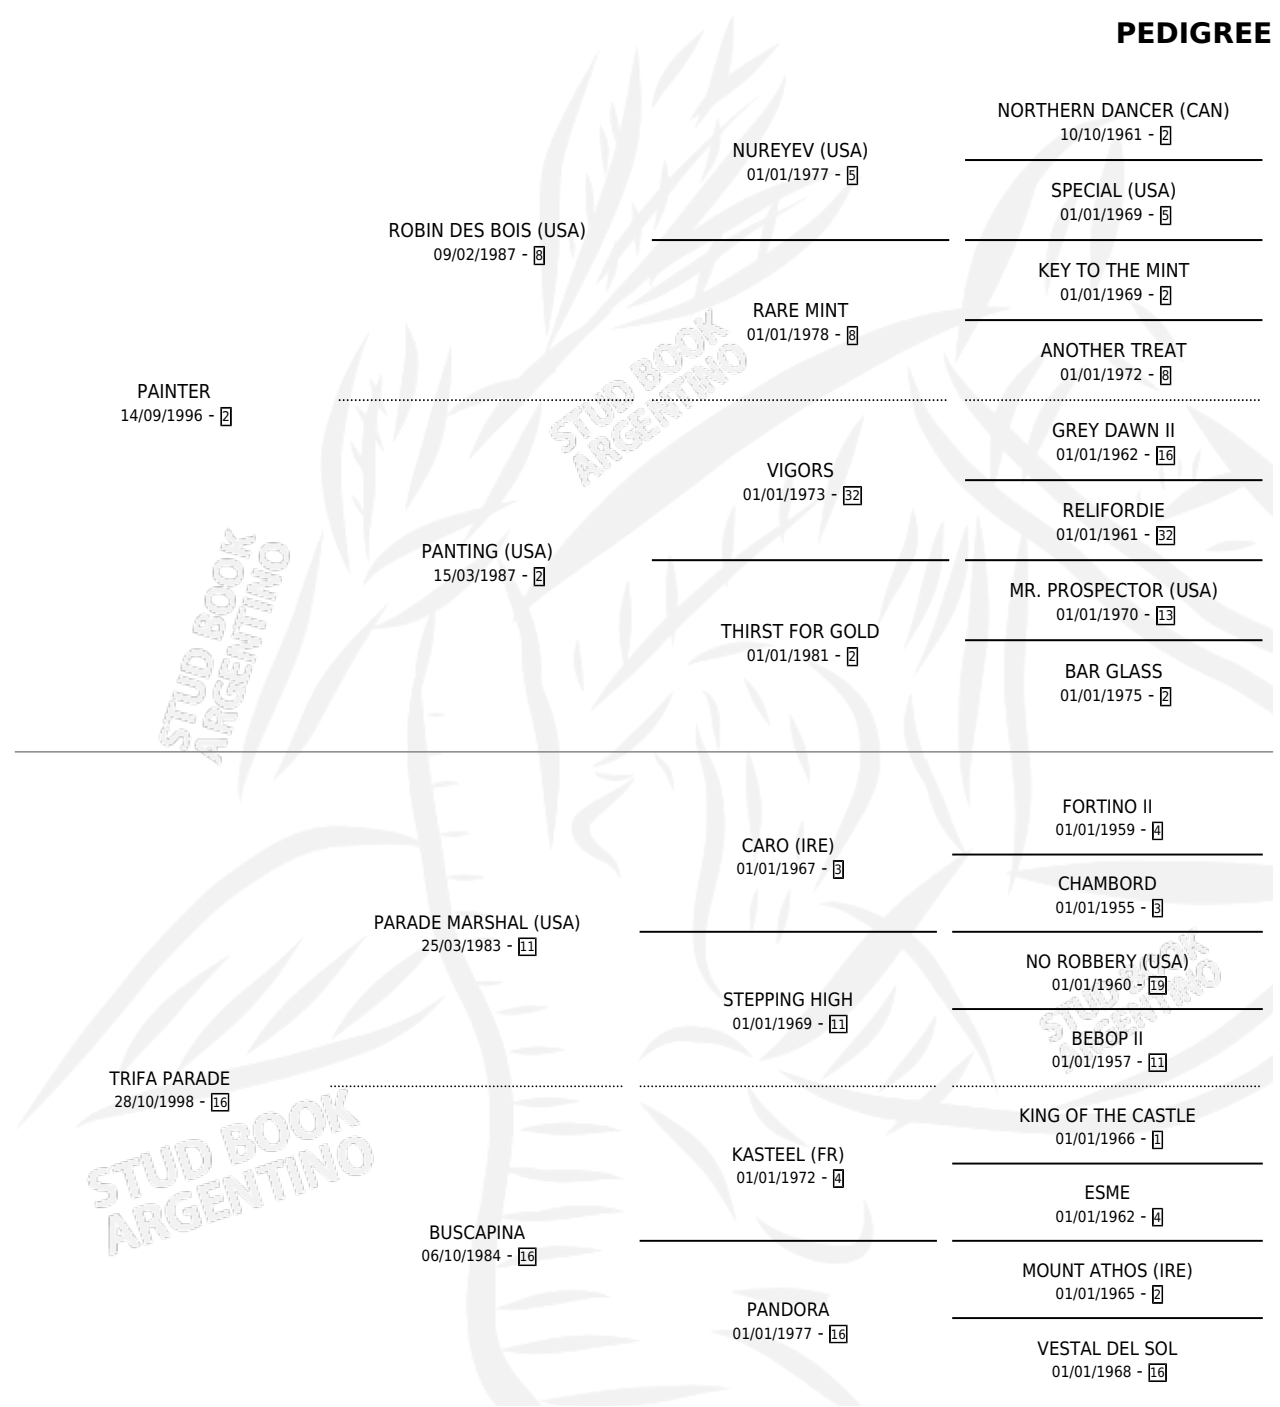 PEDIGREE
NORTHERN DANCER (CAN)
10/10/1961 - 2
NUREYEV (USA)
01/01/1977 - 5
SPECIAL (USA)
01/01/1969 - 5
ROBIN DES BOIS (USA)
09/02/1987 - 8
KEY TO THE MINT
01/01/1969 - 2
RARE MINT
01/01/1978 - 8
ANOTHER TREAT
01/01/1972 - 8
PAINTER
14/09/1996 - 2
GREY DAWN II
01/01/1962 - 16
VIGORS
01/01/1973 - 32
RELIFORDIE
01/01/1961 - 32
PANTING (USA)
15/03/1987 - 2
MR. PROSPECTOR (USA)
01/01/1970 - 13
THIRST FOR GOLD
01/01/1981 - 2
BAR GLASS
01/01/1975 - 2
FORTINO II
01/01/1959 - 4
CARO (IRE)
01/01/1967 - 3
CHAMBORD
01/01/1955 - 3
PARADE MARSHAL (USA)
25/03/1983 - 11
NO ROBBERY (USA)
01/01/1960 - 19
STEPPING HIGH
01/01/1969 - 11
BEBOP II
01/01/1957 - 11
TRIFA PARADE
28/10/1998 - 16
KING OF THE CASTLE
01/01/1966 - 1
KASTEEL (FR)
01/01/1972 - 4
ESME
01/01/1962 - 4
BUSCAPINA
06/10/1984 - 16
MOUNT ATHOS (IRE)
01/01/1965 - 2
PANDORA
01/01/1977 - 16
VESTAL DEL SOL
01/01/1968 - 16
STUD BOOK
ARGENTINO
STUD BOOK
ARGENTINO
STUD BOOK
ARGENTINO
STUD BOOK
ARGENTINO